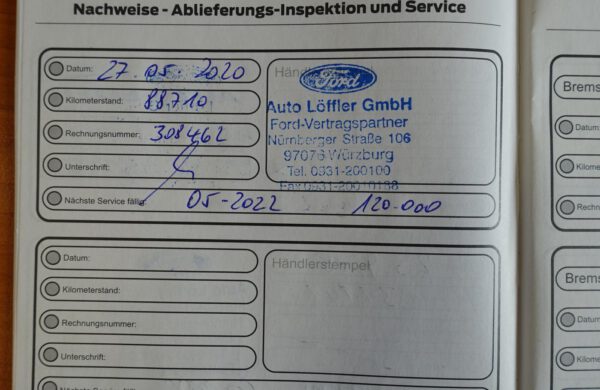 Nachweise - Ablieferungs-Inspektion und Service
Datum: 27.05.2020
Kilometerstand: 88710
Rechnungsnummer: 308462
Unterschrift:
Nächste Service fällig: 05-2022 120.000
Ford
Auto Löffler GmbH
Ford-Vertragspartner
Nürnberger Straße 106
97076 Würzburg
Tel. 0931-200100
Datum:
Kilometerstand:
Rechnungsnummer:
Unterschrift:
Händlerstempel
Brems
Datum
Kilome
Rechn
Brems
Datum
Kilome